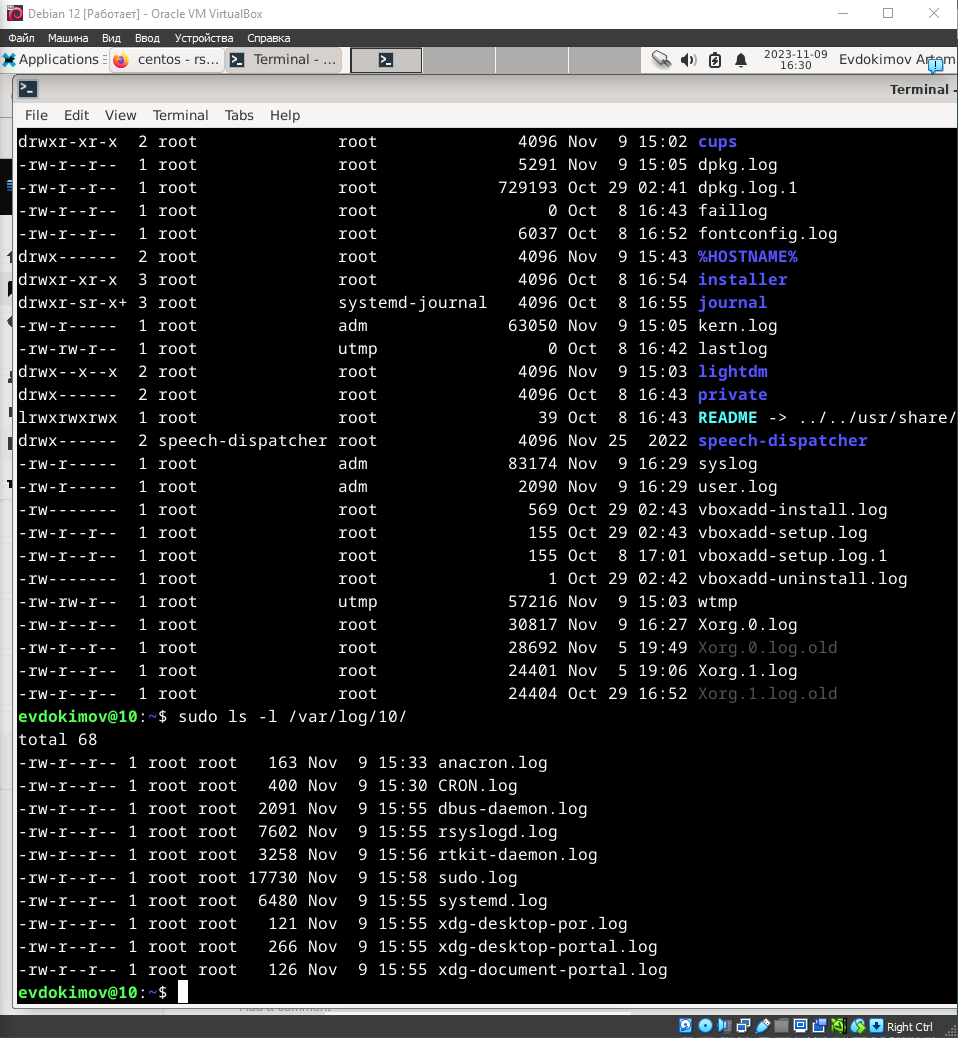 Debian 12 [Работает] - Oracle VM VirtualBox
Файл Машина Вид Ввод Устройства Справка
Applications centos - rs... Terminal - ... 2023-11-09 16:30 Evdokimov Artem
Terminal -
File Edit View Terminal Tabs Help
drwxr-xr-x  2 root              root              4096 Nov  9 15:02 cups
-rw-r--r--  1 root              root              5291 Nov  9 15:05 dpkg.log
-rw-r--r--  1 root              root            729193 Oct 29 02:41 dpkg.log.1
-rw-r--r--  1 root              root                 0 Oct  8 16:43 faillog
-rw-r--r--  1 root              root              6037 Oct  8 16:52 fontconfig.log
drwx------  2 root              root              4096 Nov  9 15:43 %HOSTNAME%
drwxr-xr-x  3 root              root              4096 Oct  8 16:54 installer
drwxr-sr-x+ 3 root              systemd-journal   4096 Oct  8 16:55 journal
-rw-r-----  1 root              adm              63050 Nov  9 15:05 kern.log
-rw-rw-r--  1 root              utmp                 0 Oct  8 16:42 lastlog
drwx--x--x  2 root              root              4096 Nov  9 15:03 lightdm
drwx------  2 root              root              4096 Oct  8 16:43 private
lrwxrwxrwx  1 root              root                39 Oct  8 16:43 README -> ../../usr/share/
drwx------  2 speech-dispatcher root              4096 Nov 25  2022 speech-dispatcher
-rw-r-----  1 root              adm              83174 Nov  9 16:29 syslog
-rw-r-----  1 root              adm               2090 Nov  9 16:29 user.log
-rw-------  1 root              root               569 Oct 29 02:43 vboxadd-install.log
-rw-r--r--  1 root              root               155 Oct 29 02:43 vboxadd-setup.log
-rw-r--r--  1 root              root               155 Oct  8 17:01 vboxadd-setup.log.1
-rw-------  1 root              root                 1 Oct 29 02:42 vboxadd-uninstall.log
-rw-rw-r--  1 root              utmp             57216 Nov  9 15:03 wtmp
-rw-r--r--  1 root              root             30817 Nov  9 16:27 Xorg.0.log
-rw-r--r--  1 root              root             28692 Nov  5 19:49 Xorg.0.log.old
-rw-r--r--  1 root              root             24401 Nov  5 19:06 Xorg.1.log
-rw-r--r--  1 root              root             24404 Oct 29 16:52 Xorg.1.log.old
evdokimov@10:~$ sudo ls -l /var/log/10/
total 68
-rw-r--r-- 1 root root   163 Nov  9 15:33 anacron.log
-rw-r--r-- 1 root root   400 Nov  9 15:30 CRON.log
-rw-r--r-- 1 root root  2091 Nov  9 15:55 dbus-daemon.log
-rw-r--r-- 1 root root  7602 Nov  9 15:55 rsyslogd.log
-rw-r--r-- 1 root root  3258 Nov  9 15:56 rtkit-daemon.log
-rw-r--r-- 1 root root 17730 Nov  9 15:58 sudo.log
-rw-r--r-- 1 root root  6480 Nov  9 15:55 systemd.log
-rw-r--r-- 1 root root   121 Nov  9 15:55 xdg-desktop-por.log
-rw-r--r-- 1 root root   266 Nov  9 15:55 xdg-desktop-portal.log
-rw-r--r-- 1 root root   126 Nov  9 15:55 xdg-document-portal.log
evdokimov@10:~$
Add a comment
Right Ctrl